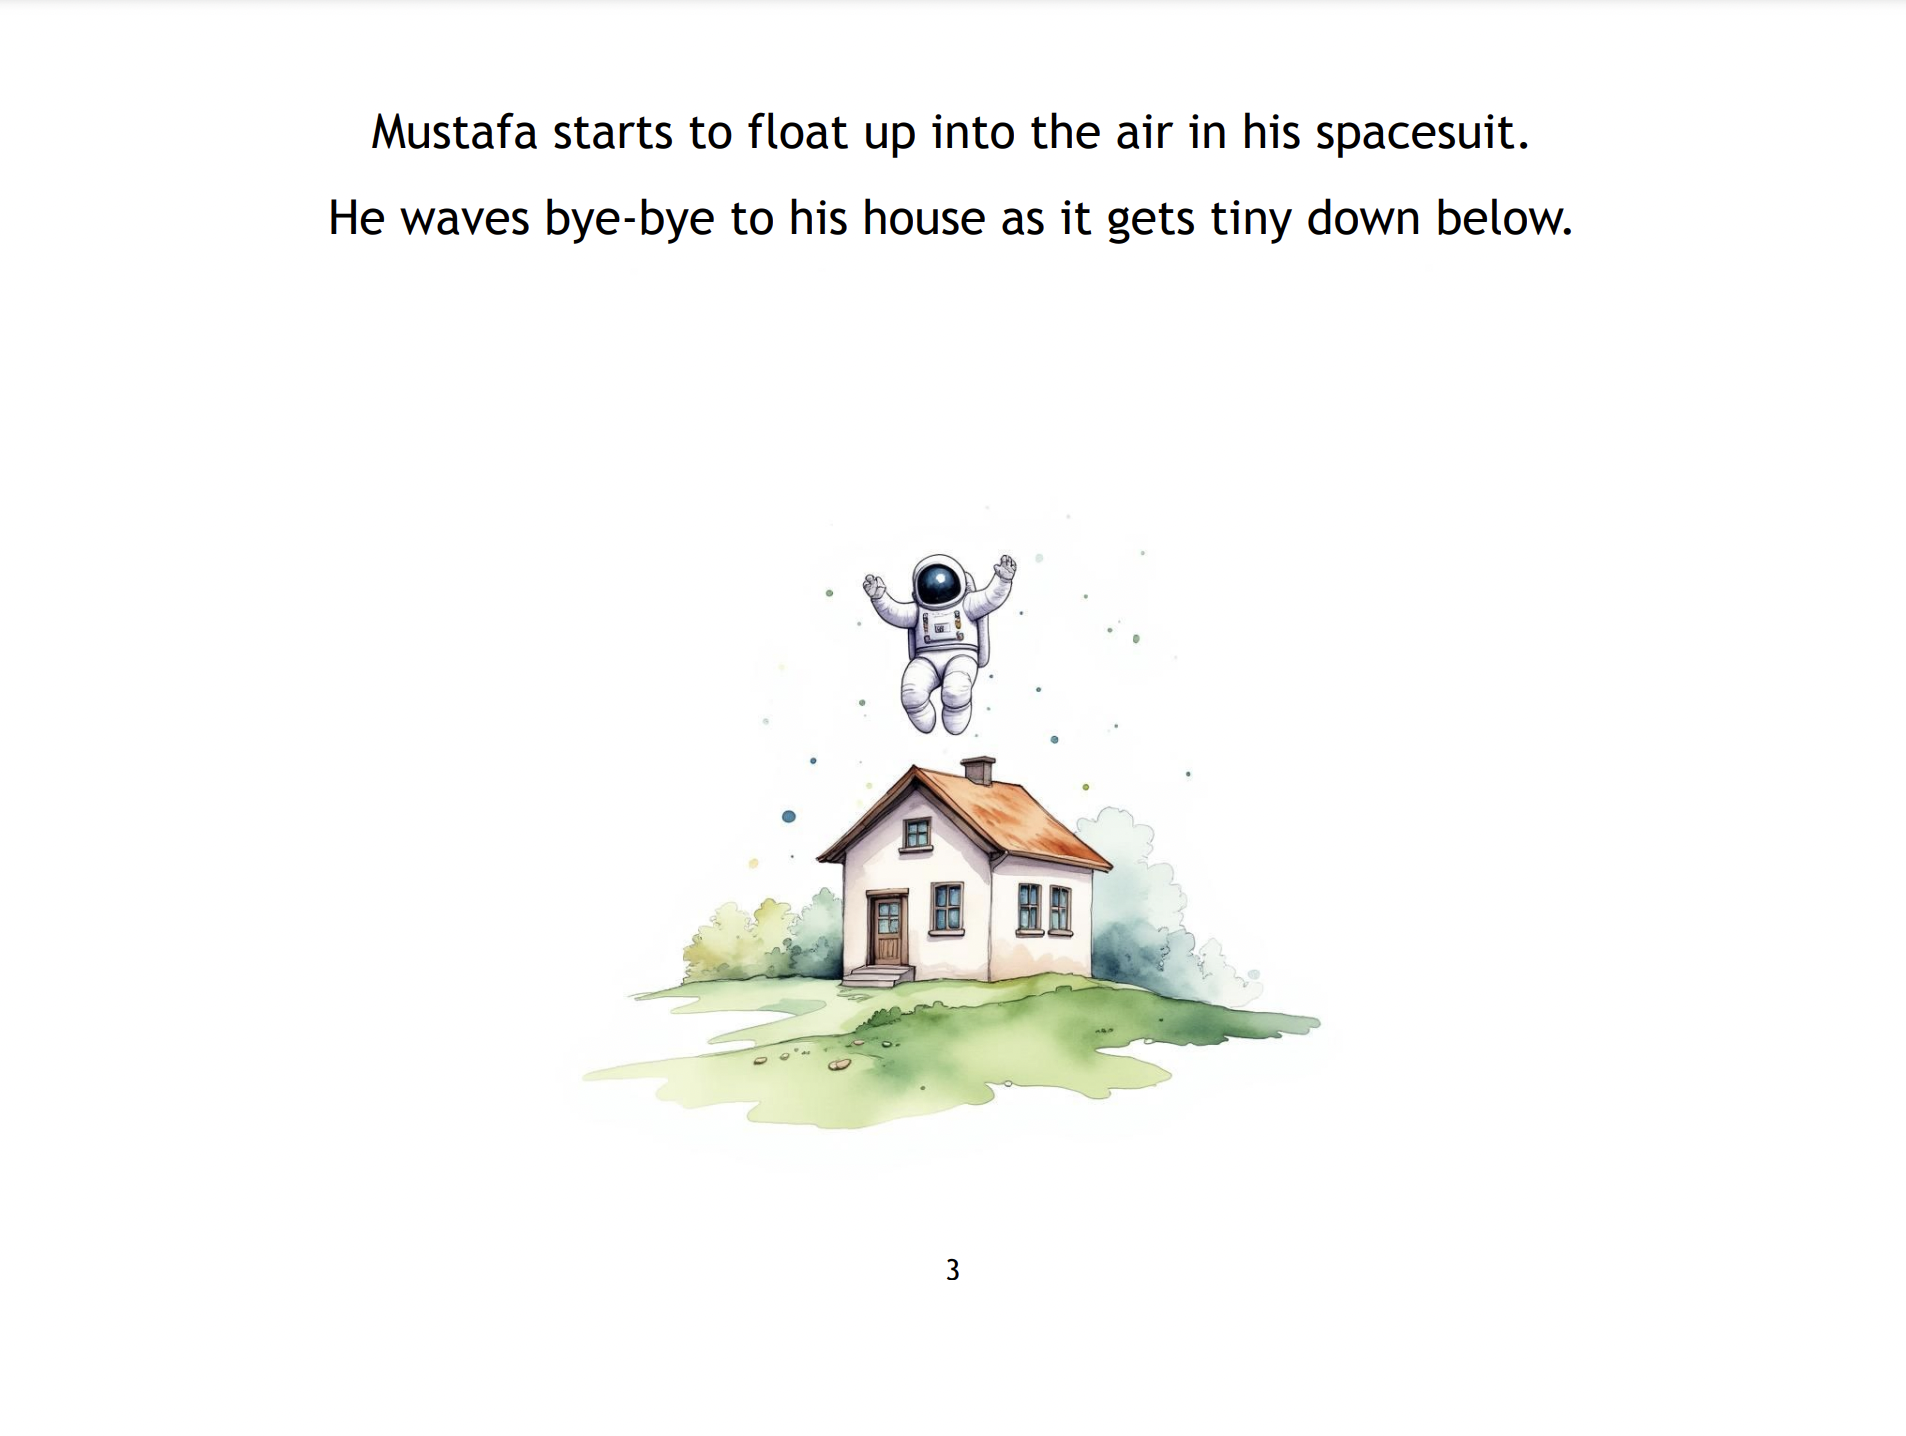 Mustafa starts to float up into the air in his spacesuit.
He waves bye-bye to his house as it gets tiny down below.
3